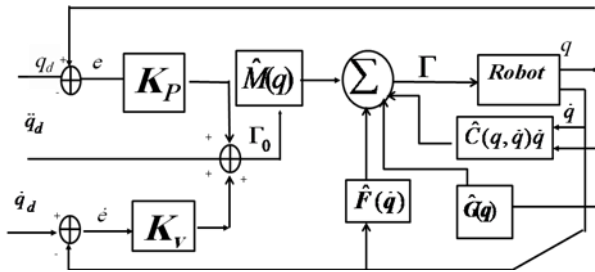 q_d
e
K_P
M̂(q)
Σ
Γ
Robot
q
q̈_d
Γ_0
q̇
Ĉ(q, q̇)q̇
q̇_d
ė
K_v
F̂(q̇)
Ĝ(q)
+
-
+
+
+
+
-